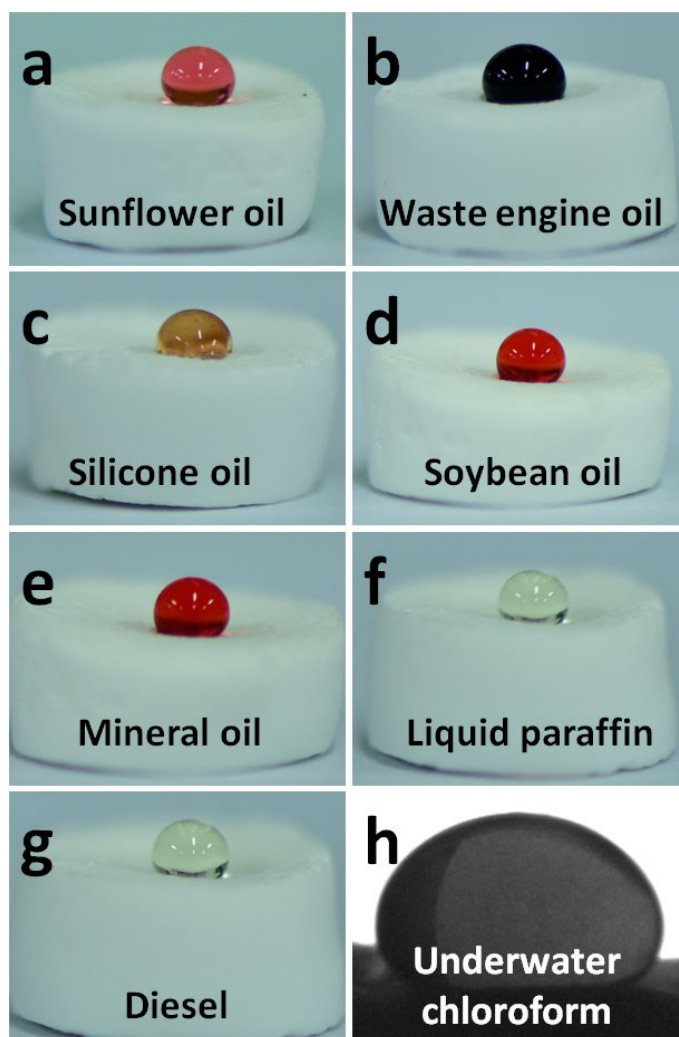 a
Sunflower oil
b
Waste engine oil
c
Silicone oil
d
Soybean oil
e
Mineral oil
f
Liquid paraffin
g
Diesel
h
Underwater
chloroform